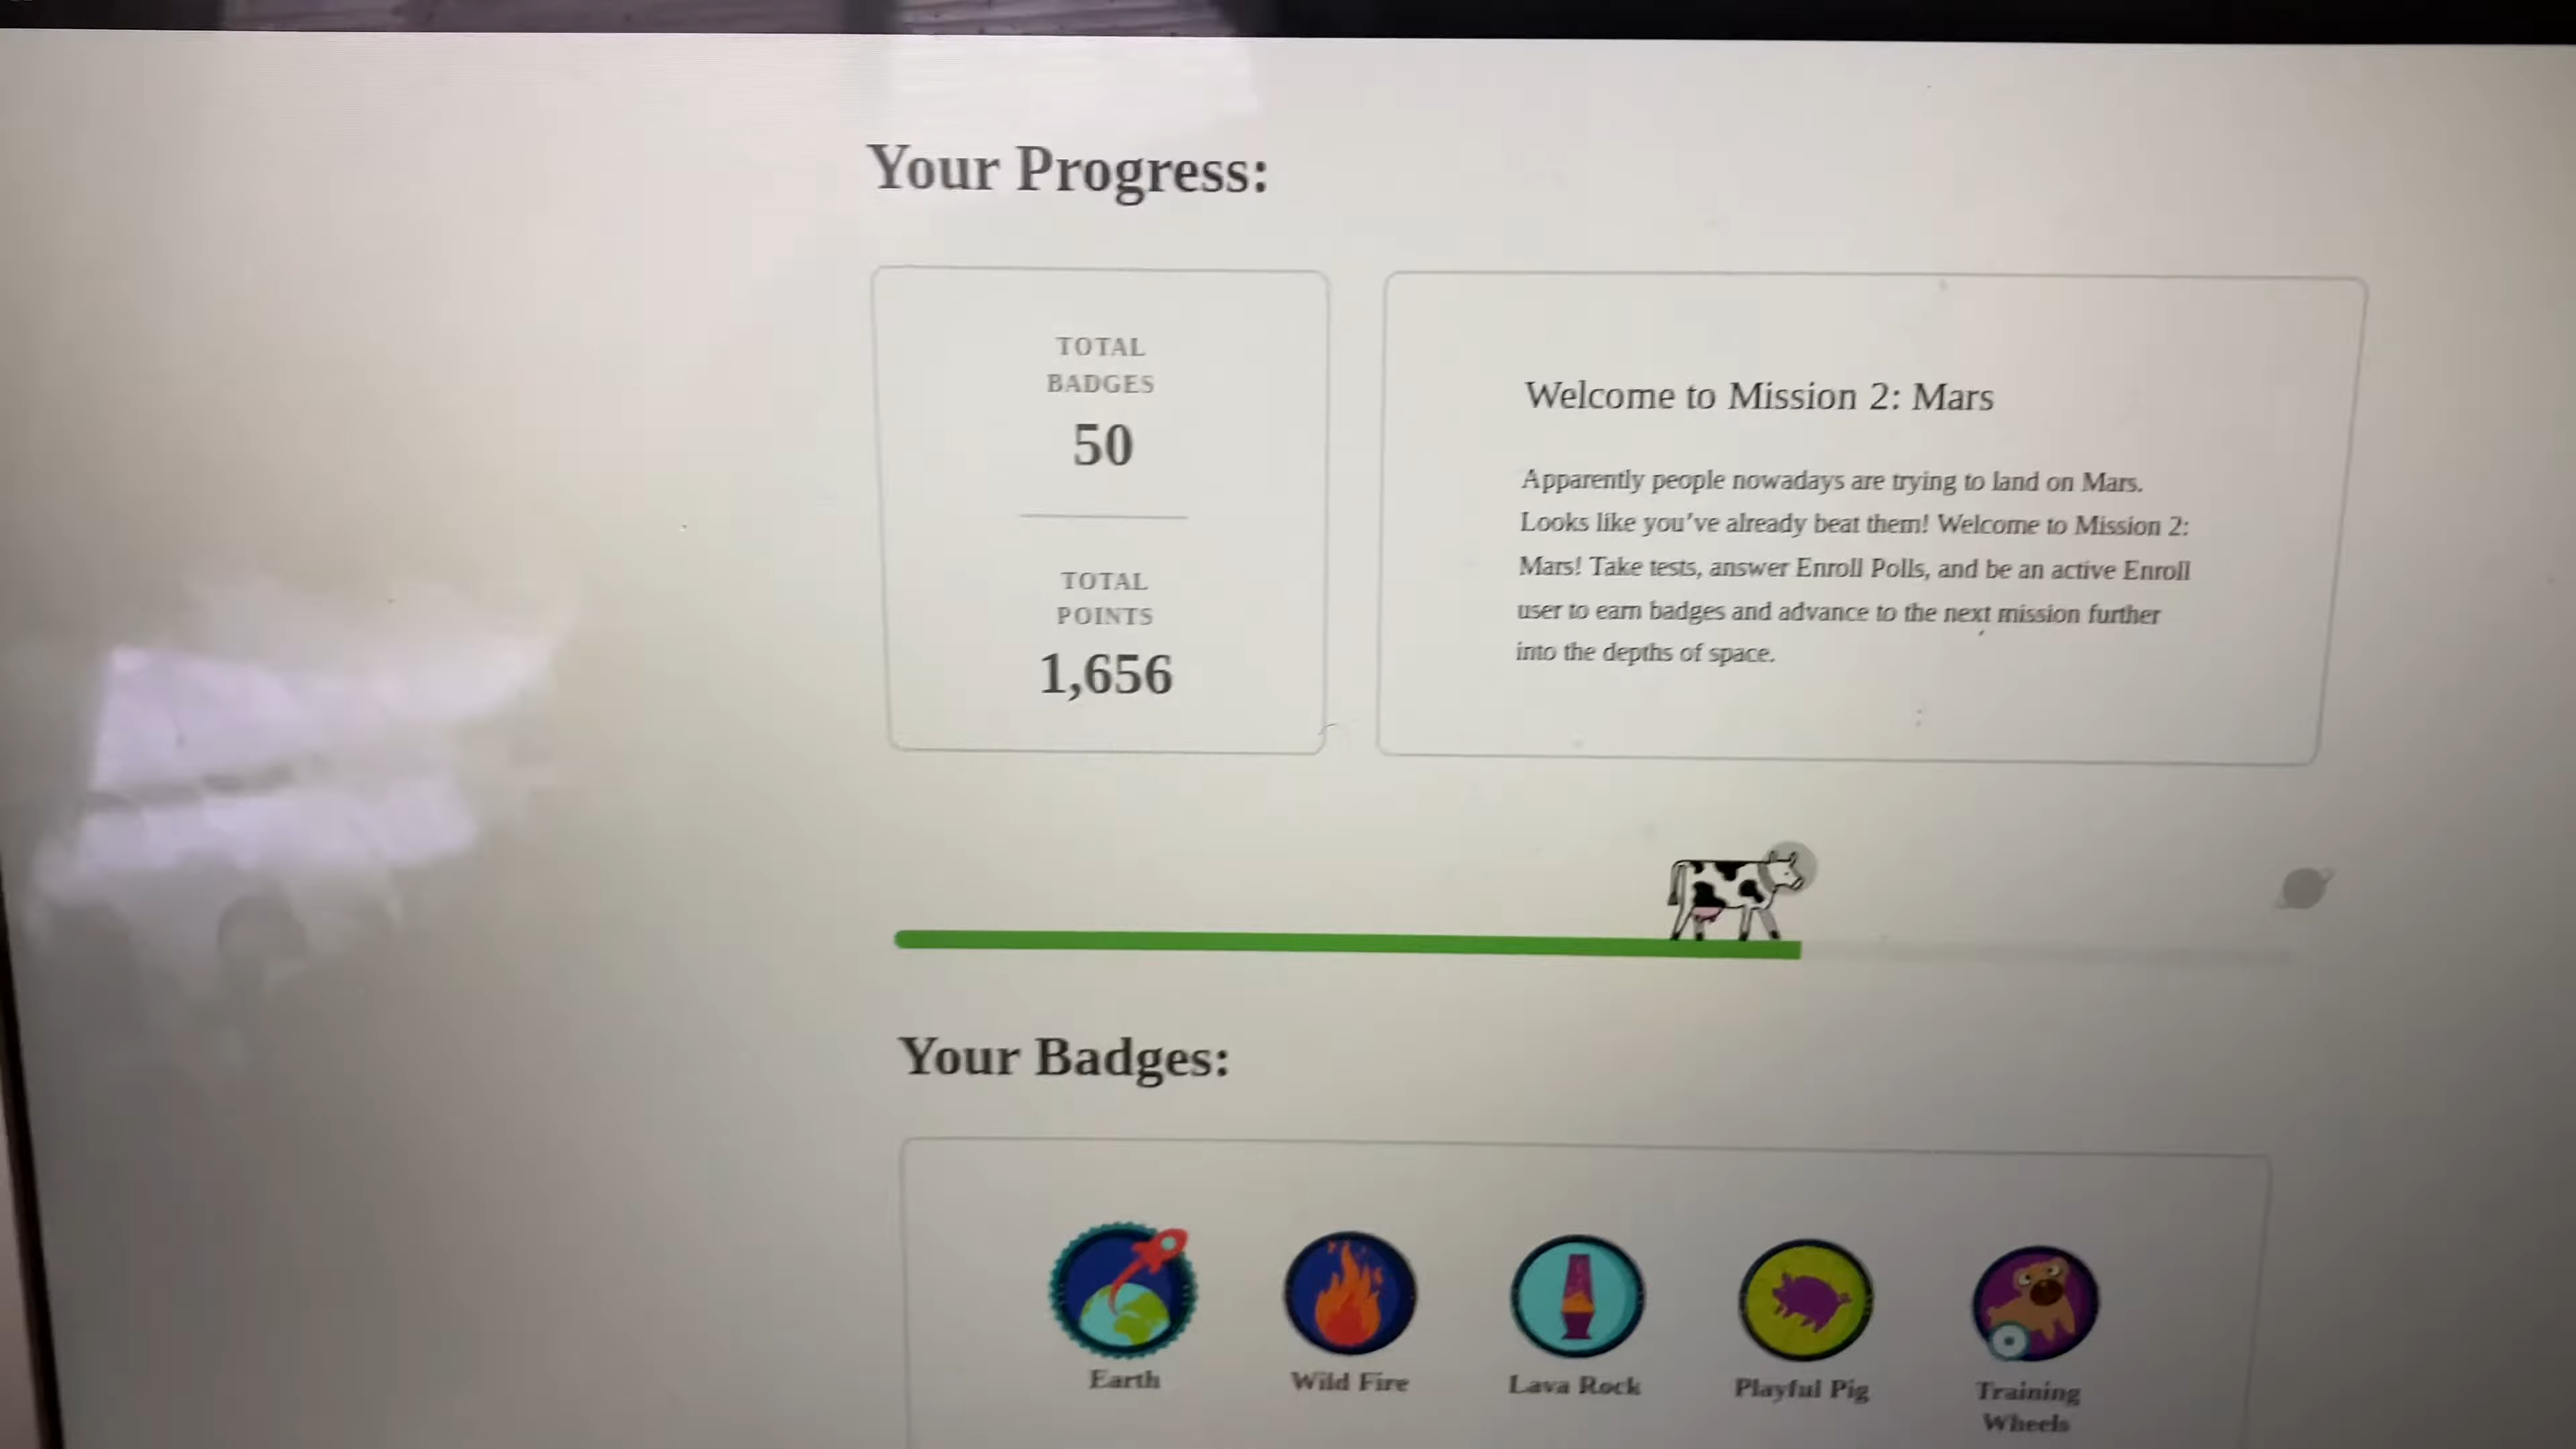 Your Progress:
TOTAL
BADGES
50
TOTAL
POINTS
1,656
Welcome to Mission 2: Mars
Apparently people nowadays are trying to land on Mars.
Looks like you've already beat them! Welcome to Mission 2:
Mars! Take tests, answer Enroll Polls, and be an active Enroll
user to earn badges and advance to the next mission further
into the depths of space.
Your Badges:
Earth
Wild Fire
Lava Rock
Playful Pig
Training
Wheels